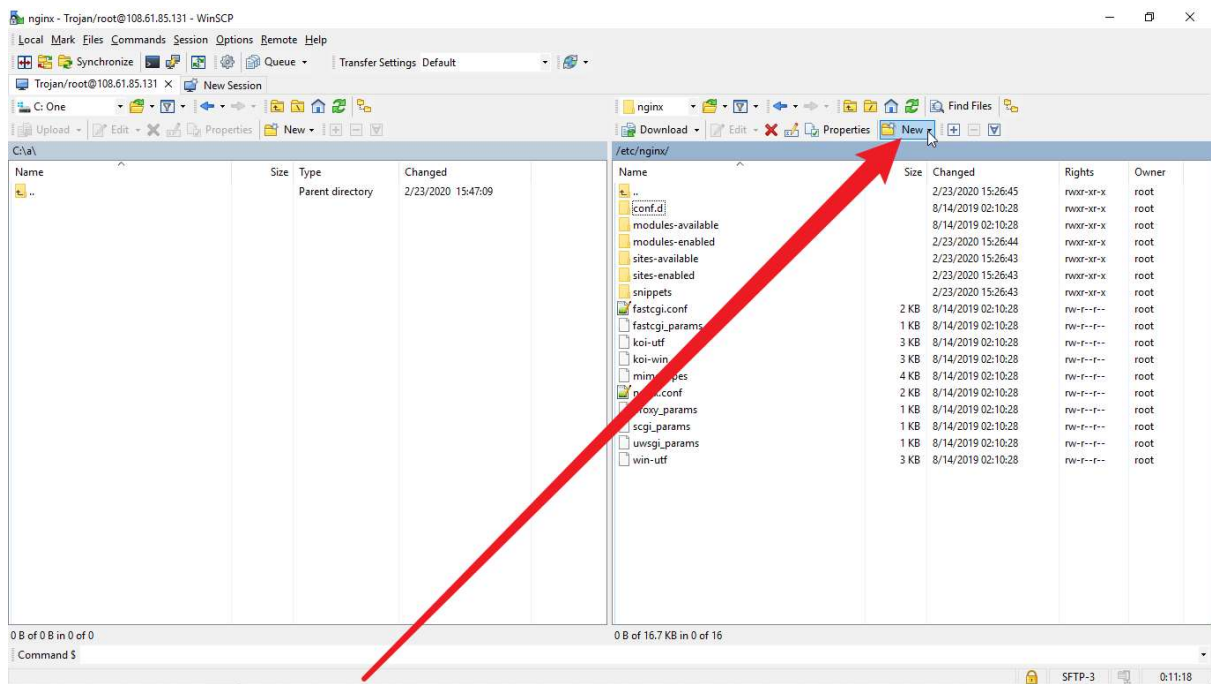 nginx - Trojan/root@108.61.85.131 - WinSCP
Local Mark Files Commands Session Options Remote Help
Synchronize Queue Transfer Settings Default
Trojan/root@108.61.85.131 New Session
C: One nginx Find Files
Upload Edit Properties New Download Edit Properties New
C:\a\ /etc/nginx/
Name Size Type Changed Name Size Changed Rights Owner
.. Parent directory 2/23/2020 15:47:09 .. 2/23/2020 15:26:45 rwxr-xr-x root
conf.d 8/14/2019 02:10:28 rwxr-xr-x root
modules-available 8/14/2019 02:10:28 rwxr-xr-x root
modules-enabled 2/23/2020 15:26:44 rwxr-xr-x root
sites-available 2/23/2020 15:26:43 rwxr-xr-x root
sites-enabled 2/23/2020 15:26:43 rwxr-xr-x root
snippets 2/23/2020 15:26:43 rwxr-xr-x root
fastcgi.conf 2 KB 8/14/2019 02:10:28 rw-r--r-- root
fastcgi_params 1 KB 8/14/2019 02:10:28 rw-r--r-- root
koi-utf 3 KB 8/14/2019 02:10:28 rw-r--r-- root
koi-win 3 KB 8/14/2019 02:10:28 rw-r--r-- root
4 KB 8/14/2019 02:10:28 rw-r--r-- root
2 KB 8/14/2019 02:10:28 rw-r--r-- root
1 KB 8/14/2019 02:10:28 rw-r--r-- root
scgi_params 1 KB 8/14/2019 02:10:28 rw-r--r-- root
uwsgi_params 1 KB 8/14/2019 02:10:28 rw-r--r-- root
win-utf 3 KB 8/14/2019 02:10:28 rw-r--r-- root
0 B of 0 B in 0 of 0 0 B of 16.7 KB in 0 of 16
Command $
SFTP-3 0:11:18